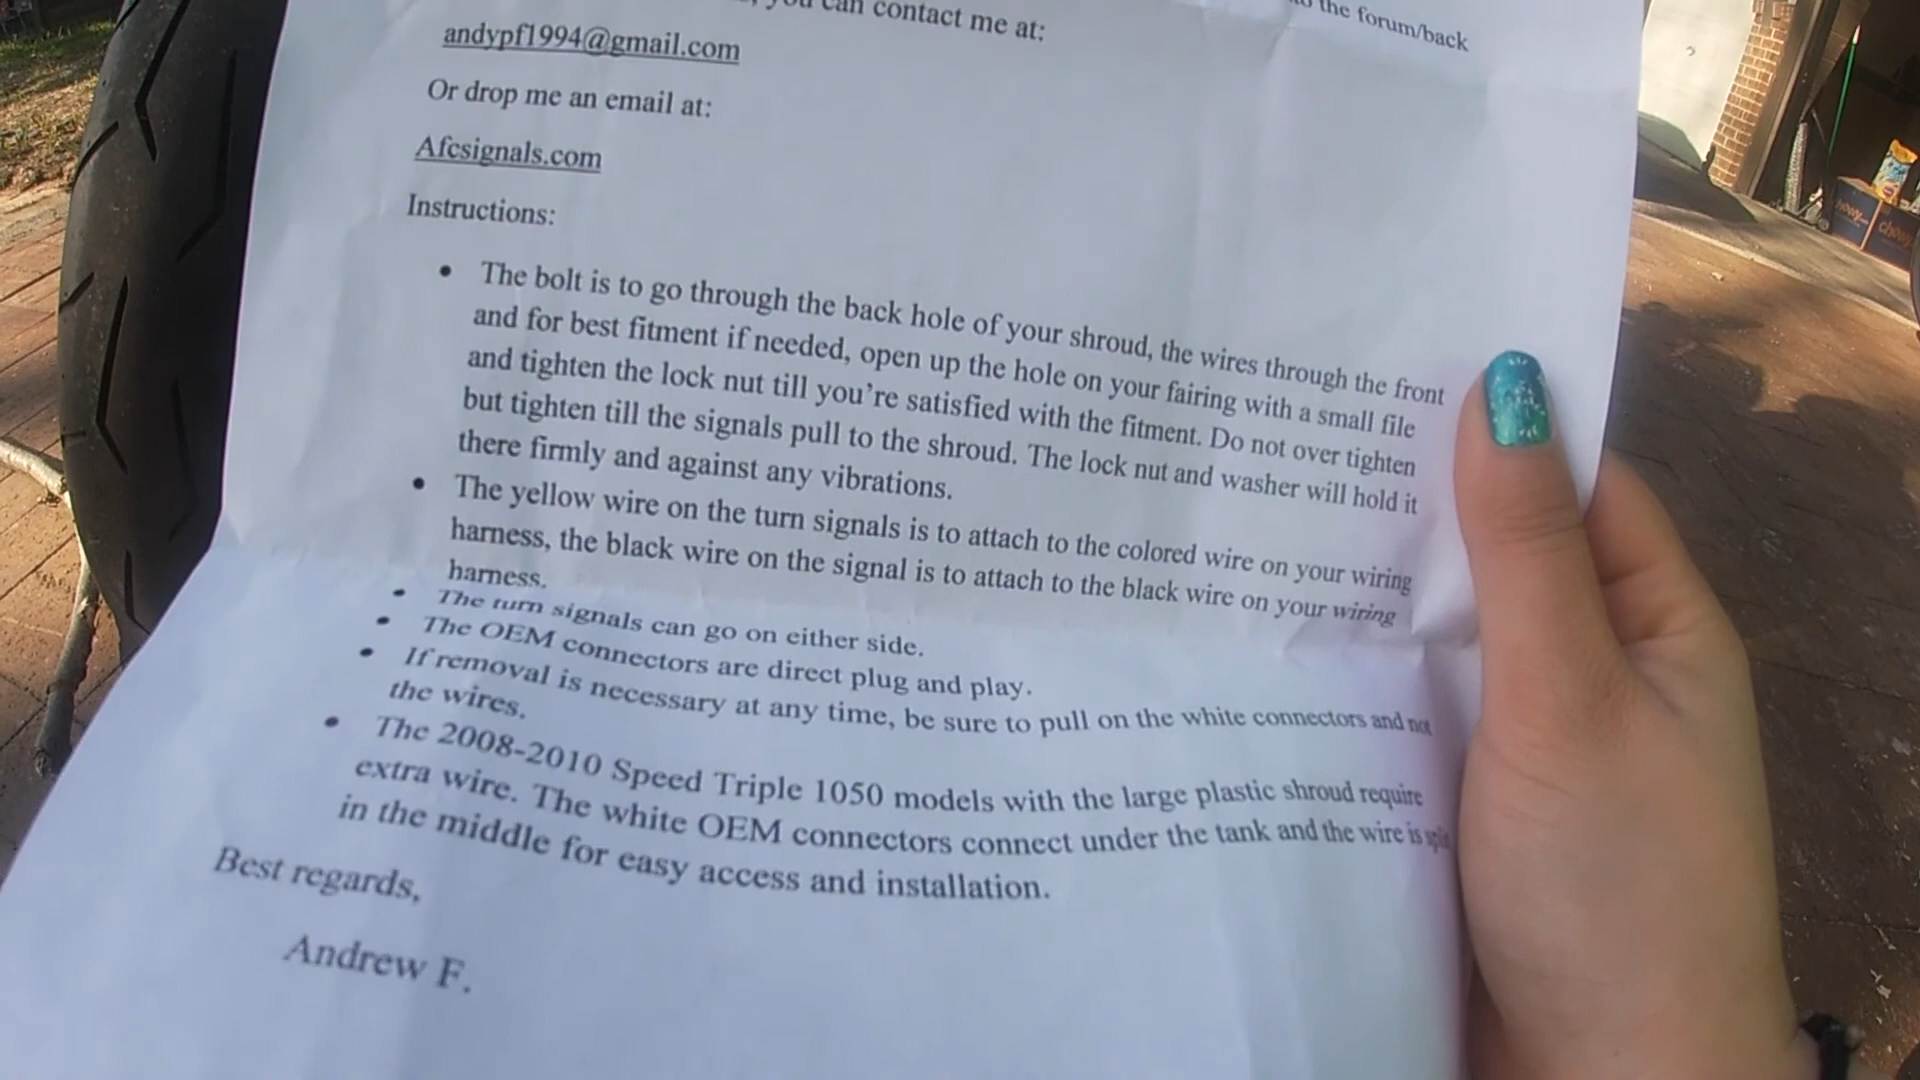 you can contact me at:
the forum/back
andypf1994@gmail.com
Or drop me an email at:
Afcsignals.com
Instructions:
• The bolt is to go through the back hole of your shroud, the wires through the front
and for best fitment if needed, open up the hole on your fairing with a small file
and tighten the lock nut till you're satisfied with the fitment. Do not over tighten
but tighten till the signals pull to the shroud. The lock nut and washer will hold it
there firmly and against any vibrations.
• The yellow wire on the turn signals is to attach to the colored wire on your wiring
harness, the black wire on the signal is to attach to the black wire on your wiring
harness.
• The turn signals can go on either side.
• The OEM connectors are direct plug and play.
• If removal is necessary at any time, be sure to pull on the white connectors and not
the wires.
• The 2008-2010 Speed Triple 1050 models with the large plastic shroud require
extra wire. The white OEM connectors connect under the tank and the wire is split
in the middle for easy access and installation.
Best regards,
Andrew F.
chewy
chewy